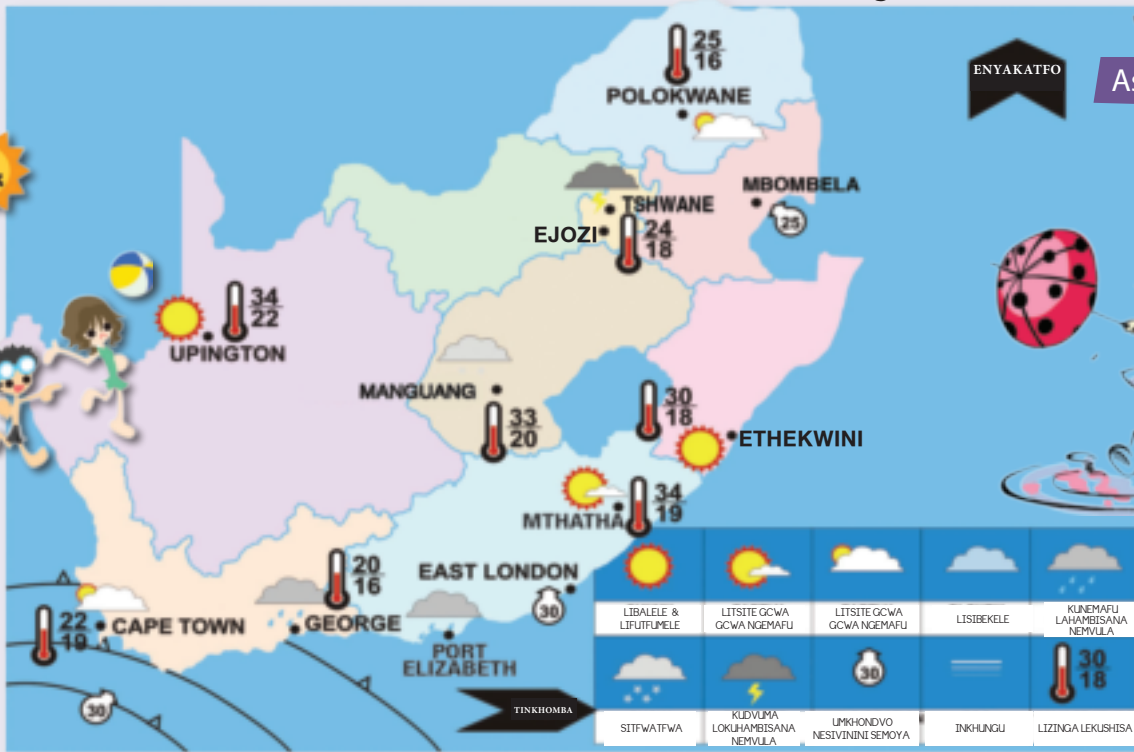 25
16
ENYAKATFO
As
POLOKWANE
MBOMBELA
25
TSHWANE
EJOZI
24
18
34
22
UPINGTON
MANGUANG
33
20
30
18
ETHEKWINI
34
19
MTHATHA
20
16
EAST LONDON
30
22
19
CAPE TOWN
GEORGE
PORT
ELIZABETH
30
TINKHOMBA
LIBALELE &
LIFUTFUMELE
LITSITE GCWA
GCWA NGEMAFU
LITSITE GCWA
GCWA NGEMAFU
LISIBEKELE
KUNEMAFU
LAHAMBISANA
NEMVULA
30
30
18
SITFWATFWA
KUDVUMA
LOKUHAMBISANA
NEMVULA
UMKHONDVO
NESIVININI SEMOYA
INKHUNGU
LIZINGA LEKUSHISA